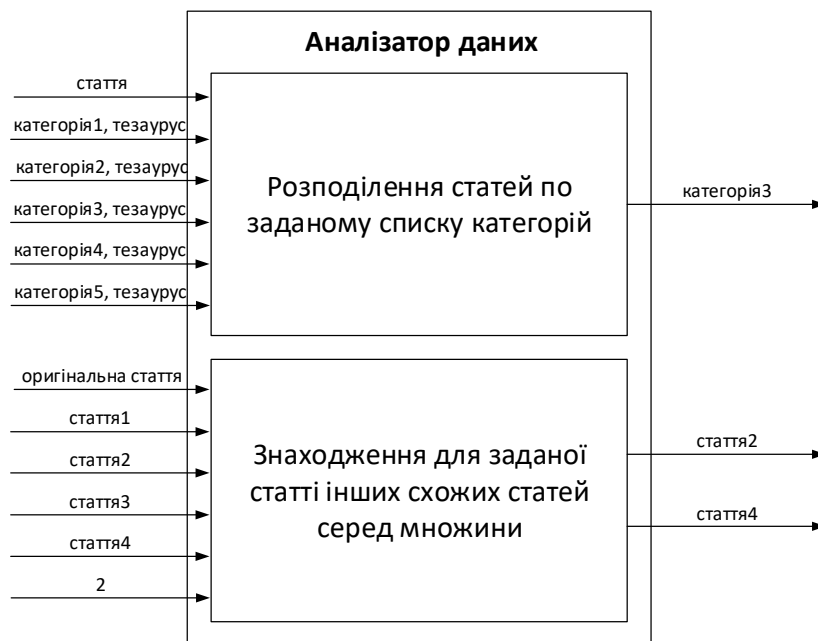 Аналізатор даних
стаття
категорія1, тезаурус
категорія2, тезаурус
категорія3, тезаурус
категорія4, тезаурус
категорія5, тезаурус
Розподілення статей по
заданому списку категорій
категорія3
оригінальна стаття
стаття1
стаття2
стаття3
стаття4
2
Знаходження для заданої
статті інших схожих статей
серед множини
стаття2
стаття4